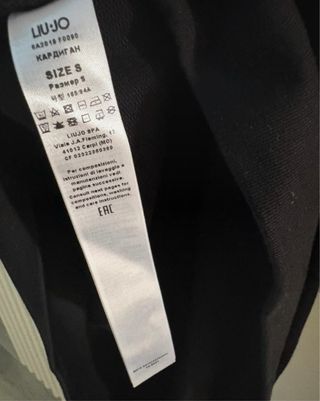 LIU·JO
КАРДИГАН
SIZE S
Размер S
LIUJO SPA
Viale J.A.Fleming, 17
41012 Carpi (MO)
Per composizioni,
istruzioni di lavaggio e
manutenzioni vedi
pagine successive.
Consult next pages for
compositions, washing
and care instructions.
EAC